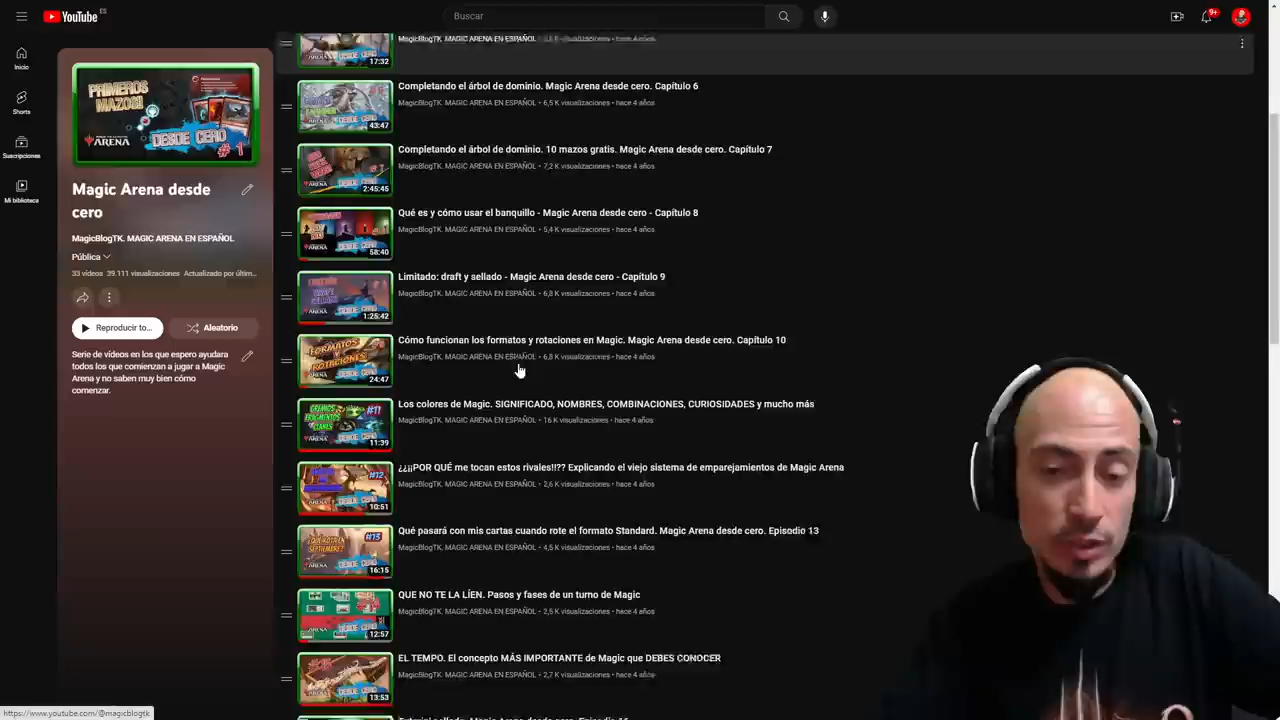 YouTube ES
Buscar
9+
Inicio
Shorts
Suscripciones
Mi biblioteca
PRIMEROS
MAZOS!!
ARENA
DESDE CERO
# 1
Magic Arena desde
cero
MagicBlogTK. MAGIC ARENA EN ESPAÑOL
Pública
33 vídeos 39.111 visualizaciones Actualizado por últim...
Reproducir to...
Aleatorio
Serie de vídeos en los que espero ayudara
todos los que comienzan a jugar a Magic
Arena y no saben muy bien cómo
comenzar.
MagicBlogTK. MAGIC ARENA EN ESPAÑOL
17:32
Completando el árbol de dominio. Magic Arena desde cero. Capítulo 6
MagicBlogTK. MAGIC ARENA EN ESPAÑOL • 6,5 K visualizaciones • hace 4 años
43:47
Completando el árbol de dominio. 10 mazos gratis. Magic Arena desde cero. Capítulo 7
MagicBlogTK. MAGIC ARENA EN ESPAÑOL • 7,2 K visualizaciones • hace 4 años
2:45:45
Qué es y cómo usar el banquillo - Magic Arena desde cero - Capítulo 8
MagicBlogTK. MAGIC ARENA EN ESPAÑOL • 5,4 K visualizaciones • hace 4 años
58:40
Limitado: draft y sellado - Magic Arena desde cero - Capítulo 9
MagicBlogTK. MAGIC ARENA EN ESPAÑOL • 6,8 K visualizaciones • hace 4 años
1:25:42
Cómo funcionan los formatos y rotaciones en Magic. Magic Arena desde cero. Capítulo 10
MagicBlogTK. MAGIC ARENA EN ESPAÑOL • 6,8 K visualizaciones • hace 4 años
24:47
Los colores de Magic. SIGNIFICADO, NOMBRES, COMBINACIONES, CURIOSIDADES y mucho más
MagicBlogTK. MAGIC ARENA EN ESPAÑOL • 16 K visualizaciones • hace 4 años
#11
11:39
¿¿¡¡POR QUÉ me tocan estos rivales!!?? Explicando el viejo sistema de emparejamientos de Magic Arena
MagicBlogTK. MAGIC ARENA EN ESPAÑOL • 2,6 K visualizaciones • hace 4 años
#12
10:51
Qué pasará con mis cartas cuando rote el formato Standard. Magic Arena desde cero. Episodio 13
MagicBlogTK. MAGIC ARENA EN ESPAÑOL • 4,5 K visualizaciones • hace 4 años
#13
16:15
QUE NO TE LA LÍEN. Pasos y fases de un turno de Magic
MagicBlogTK. MAGIC ARENA EN ESPAÑOL • 2,5 K visualizaciones • hace 4 años
12:57
EL TEMPO. El concepto MÁS IMPORTANTE de Magic que DEBES CONOCER
MagicBlogTK. MAGIC ARENA EN ESPAÑOL • 2,7 K visualizaciones • hace 4 años
13:53
https://www.youtube.com/@magicblogtk